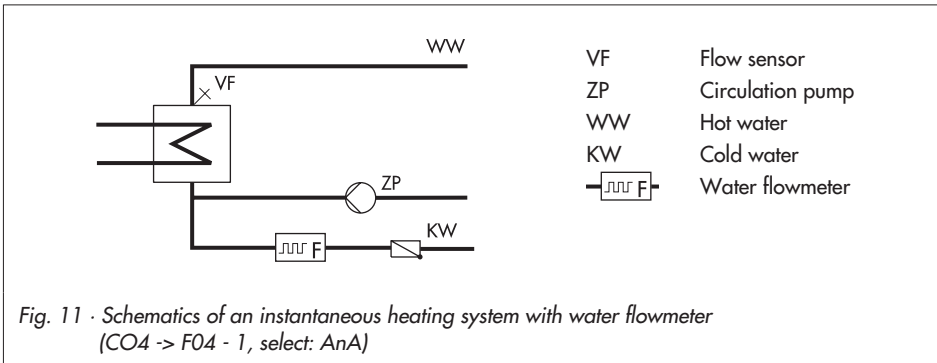 WW
VF
ZP
KW
F
VF Flow sensor
ZP Circulation pump
WW Hot water
KW Cold water
F Water flowmeter
Fig. 11 · Schematics of an instantaneous heating system with water flowmeter
(CO4 -> F04 - 1, select: AnA)